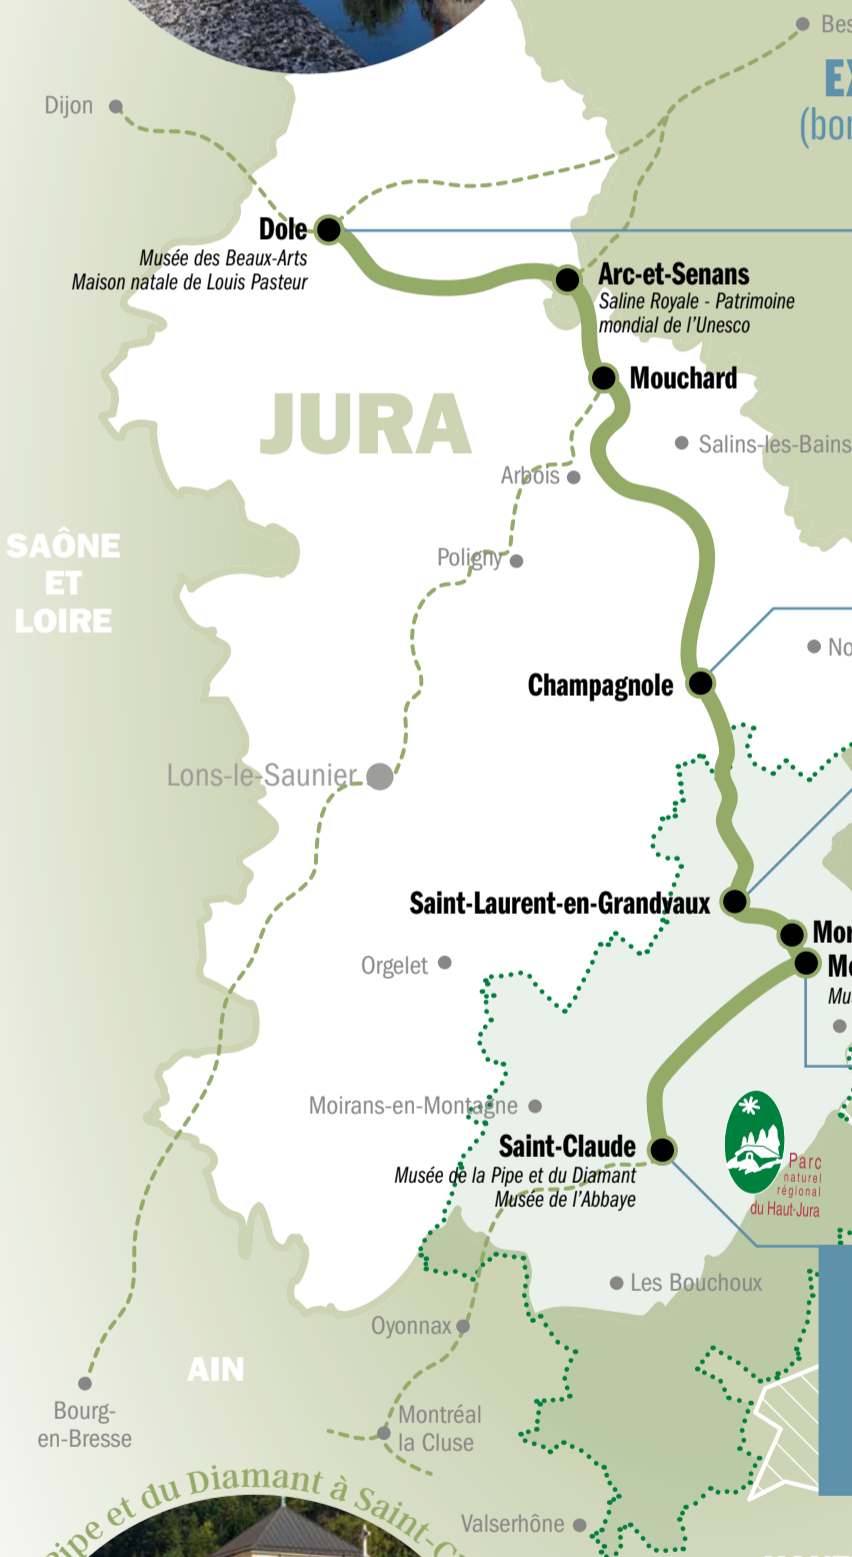 Dijon
Bes
EX
(bor
Dole
Musée des Beaux-Arts
Maison natale de Louis Pasteur
Arc-et-Senans
Saline Royale - Patrimoine
mondial de l'Unesco
Mouchard
JURA
Salins-les-Bains
Arbois
SAÔNE
ET
LOIRE
Poligny
No
Champagnole
Lons-le-Saunier
Saint-Laurent-en-Grandvaux
Mor
Mo
Mus
Orgelet
Moirans-en-Montagne
Saint-Claude
Musée de la Pipe et du Diamant
Musée de l'Abbaye
Parc
naturel
régional
du Haut-Jura
Les Bouchoux
Oyonnax
AIN
Bourg-
en-Bresse
Montréal
la Cluse
Pipe et du Diamant à Saint-C
Valserhône